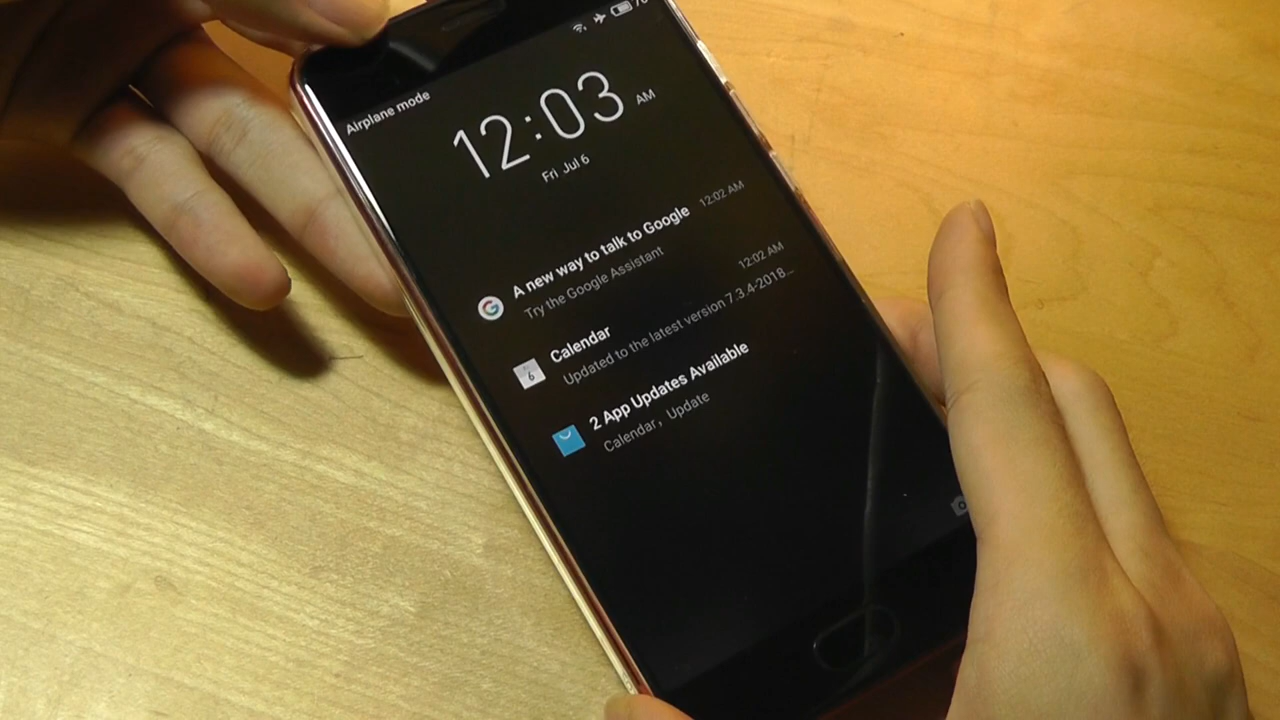 Airplane mode
12:03 AM
Fri Jul 6
A new way to talk to Google 12:02 AM
Try the Google Assistant
Calendar 12:02 AM
Updated to the latest version 7.3.4-2018...
6
2 App Updates Available
Calendar, Update